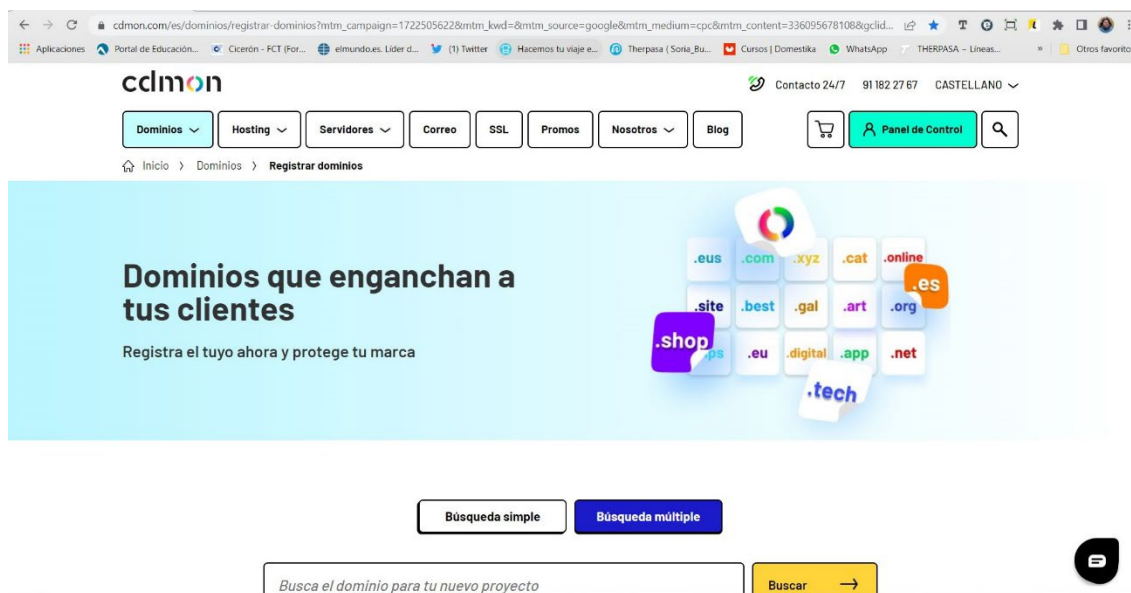 cdmon.com/es/dominios/registrar-dominios?mtm_campaign=1722505622&mtm_kwd=&mtm_source=google&mtm_medium=cpc&mtm_content=336095678108&gclid...
Aplicaciones Portal de Educación... Cicerón - FCT (For... elmundo.es. Líder d... (1) Twitter Hacemos tu viaje e... Therpasa ( Soria_Bu... Cursos | Domestika WhatsApp THERPASA – Líneas... » Otros favorito
cdmon
Contacto 24/7 91 182 27 67 CASTELLANO
Dominios Hosting Servidores Correo SSL Promos Nosotros Blog Panel de Control
Inicio > Dominios > Registrar dominios
Dominios que enganchan a
tus clientes
Registra el tuyo ahora y protege tu marca
.eus .com .xyz .cat .online
.es
.site .best .gal .art .org
.shop
.ps .eu .digital .app .net
.tech
Búsqueda simple Búsqueda múltiple
Busca el dominio para tu nuevo proyecto Buscar →